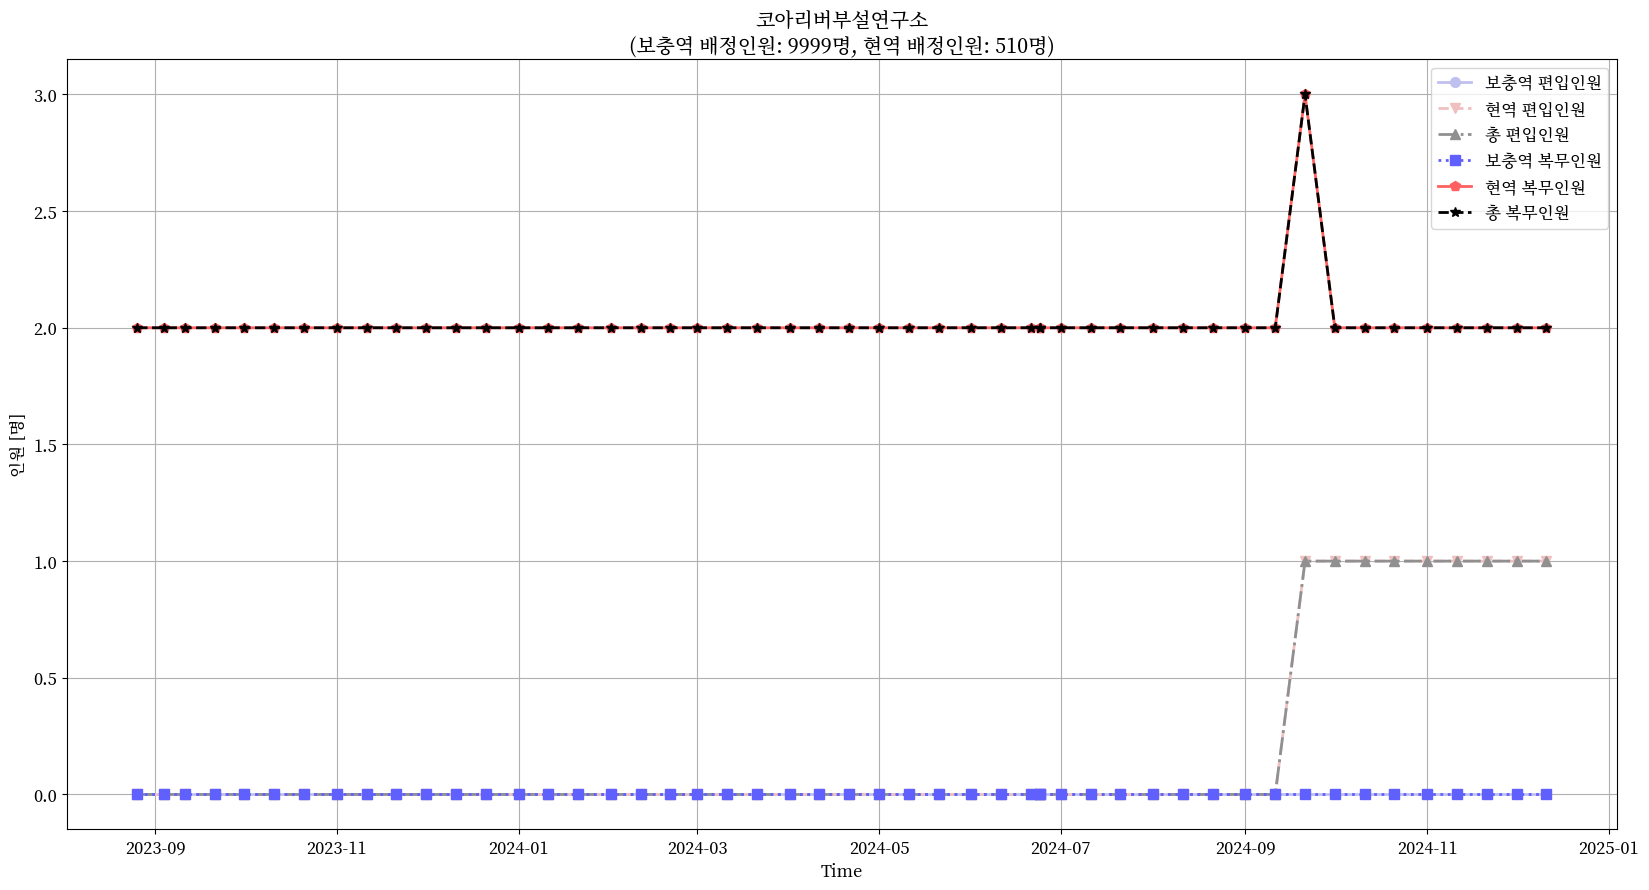 코아리버부설연구소
(보충역 배정인원: 9999명, 현역 배정인원: 510명)
보충역 편입인원
현역 편입인원
총 편입인원
보충역 복무인원
현역 복무인원
총 복무인원
인원 [명]
3.0
2.5
2.0
1.5
1.0
0.5
0.0
2023-09
2023-11
2024-01
2024-03
2024-05
2024-07
2024-09
2024-11
2025-01
Time